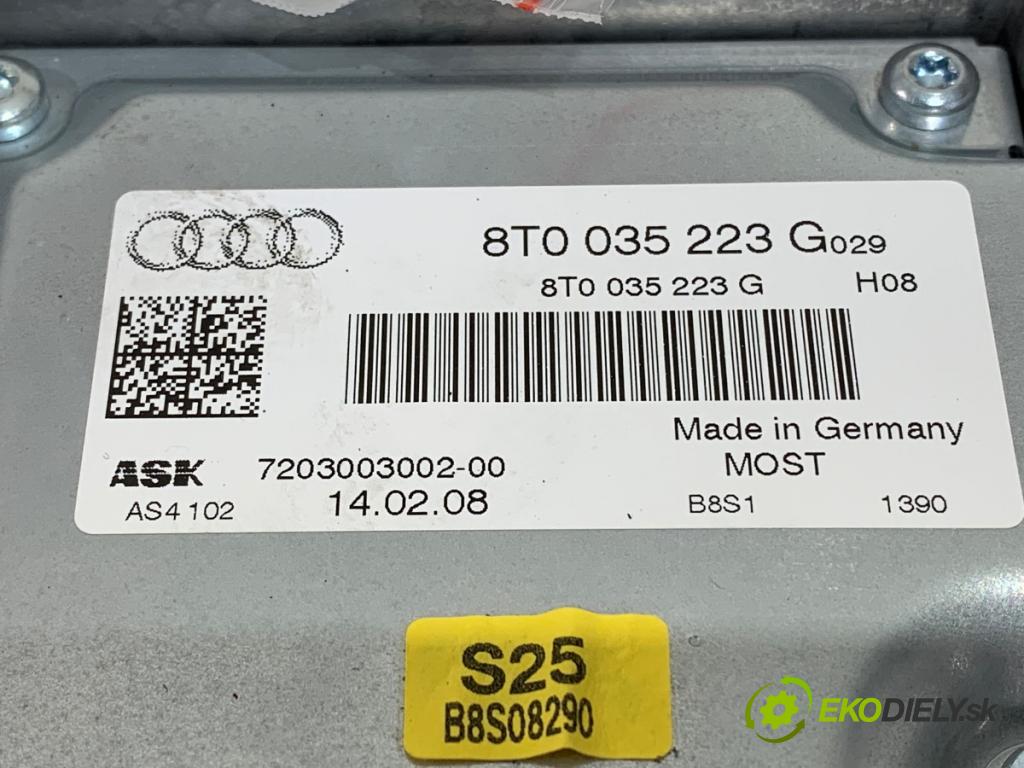 8T0 035 223 G029
8T0 035 223 G H08
Made in Germany
ASK 7203003002-00 MOST
AS4 102 14.02.08 B8S1 1390
S25
B8S08290
EKODIELY.sk